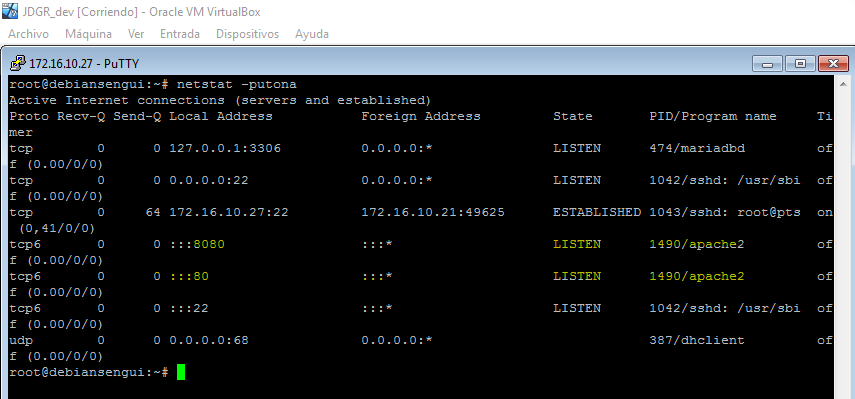 JDGR_dev [Corriendo] - Oracle VM VirtualBox
Archivo Máquina Ver Entrada Dispositivos Ayuda
172.16.10.27 - PuTTY
root@debiansengui:~# netstat -putona
Active Internet connections (servers and established)
Proto Recv-Q Send-Q Local Address           Foreign Address         State       PID/Program name     Ti
mer
tcp        0      0 127.0.0.1:3306          0.0.0.0:*               LISTEN      474/mariadbd         of
f (0.00/0/0)
tcp        0      0 0.0.0.0:22              0.0.0.0:*               LISTEN      1042/sshd: /usr/sbi  of
f (0.00/0/0)
tcp        0     64 172.16.10.27:22         172.16.10.21:49625      ESTABLISHED 1043/sshd: root@pts  on
 (0,41/0/0)
tcp6       0      0 :::8080                 :::*                    LISTEN      1490/apache2         of
f (0.00/0/0)
tcp6       0      0 :::80                   :::*                    LISTEN      1490/apache2         of
f (0.00/0/0)
tcp6       0      0 :::22                   :::*                    LISTEN      1042/sshd: /usr/sbi  of
f (0.00/0/0)
udp        0      0 0.0.0.0:68              0.0.0.0:*                           387/dhclient         of
f (0.00/0/0)
root@debiansengui:~#